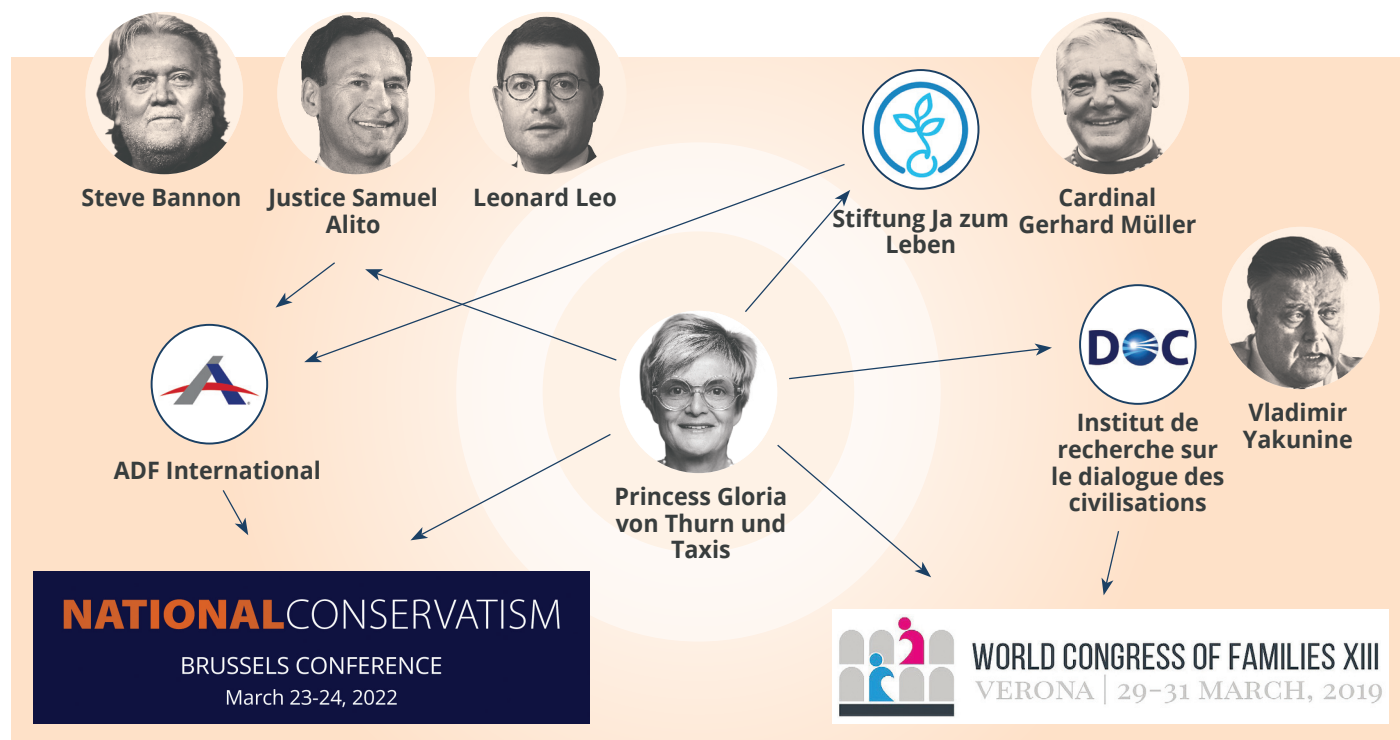 Steve Bannon
Justice Samuel
Alito
Leonard Leo
Stiftung Ja zum
Leben
Cardinal
Gerhard Müller
DOC
Vladimir
Yakunine
Institut de
recherche sur
le dialogue des
civilisations
ADF International
Princess Gloria
von Thurn und
Taxis
NATIONALCONSERVATISM
BRUSSELS CONFERENCE
March 23-24, 2022
WORLD CONGRESS OF FAMILIES XIII
VERONA | 29-31 MARCH, 2019